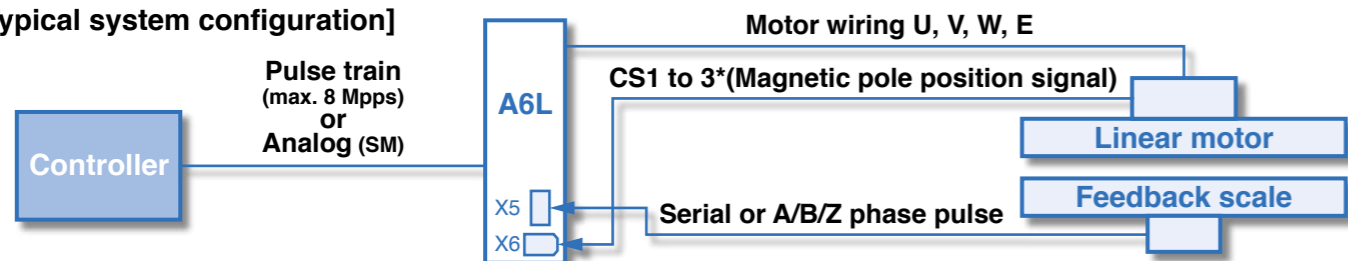 ypical system configuration]
Motor wiring U, V, W, E
Pulse train
(max. 8 Mpps)
or
Analog (SM)
CS1 to 3*(Magnetic pole position signal)
A6L
Controller
Linear motor
X5
Serial or A/B/Z phase pulse
Feedback scale
X6